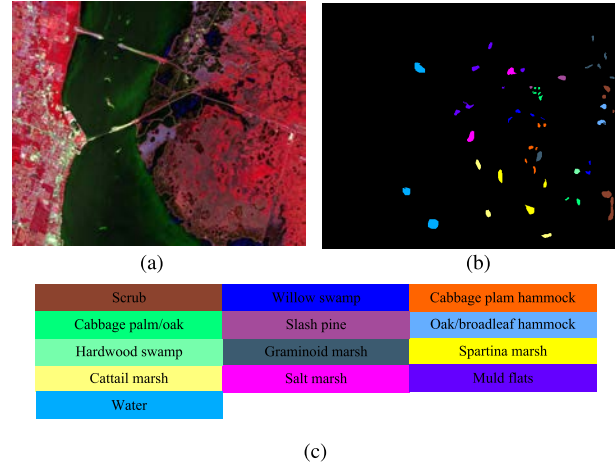 (a) (b)
Scrub Willow swamp Cabbage plam hammock
Cabbage palm/oak Slash pine Oak/broadleaf hammock
Hardwood swamp Graminoid marsh Spartina marsh
Cattail marsh Salt marsh Muld flats
Water
(c)